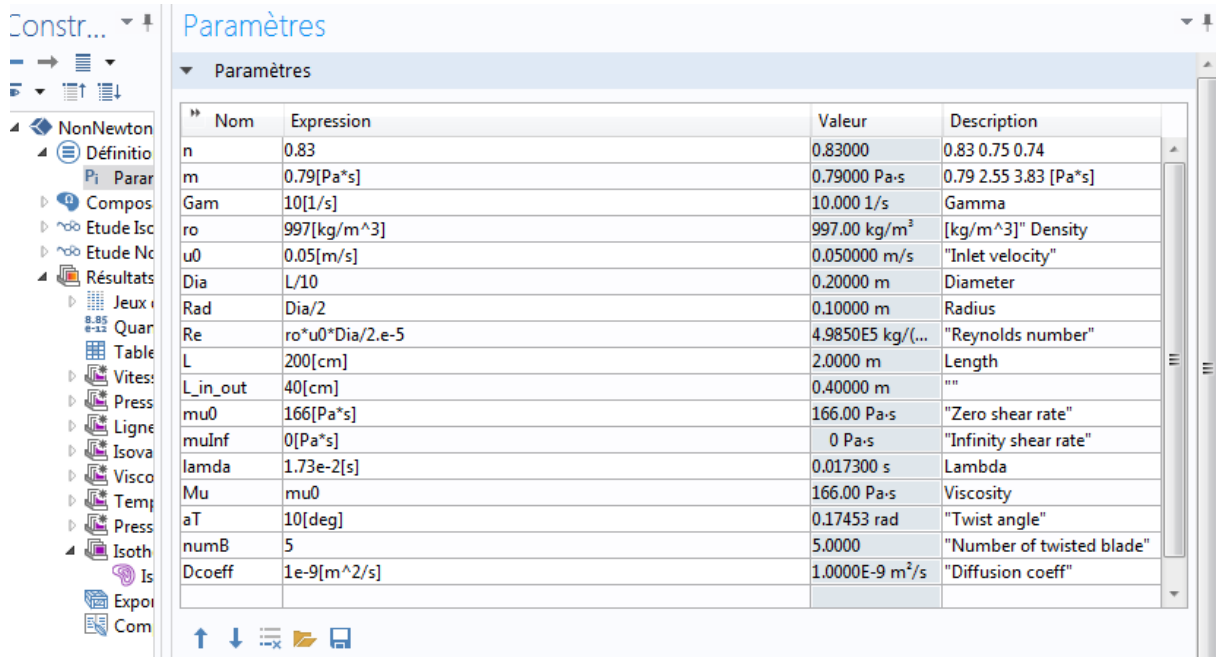 Constr...
Paramètres
Paramètres
NonNewton
Définitio
Pi Parar
Compos
Etude Iso
Etude No
Résultats
Jeux
8.85
e-12 Quan
Table
Vitess
Press
Ligne
Isova
Visco
Temp
Press
Isoth
Is
Expor
Com
Nom Expression Valeur Description
n 0.83 0.83000 0.83 0.75 0.74
m 0.79[Pa*s] 0.79000 Pa·s 0.79 2.55 3.83 [Pa*s]
Gam 10[1/s] 10.000 1/s Gamma
ro 997[kg/m^3] 997.00 kg/m³ [kg/m^3]" Density
u0 0.05[m/s] 0.050000 m/s "Inlet velocity"
Dia L/10 0.20000 m Diameter
Rad Dia/2 0.10000 m Radius
Re ro*u0*Dia/2.e-5 4.9850E5 kg/(... "Reynolds number"
L 200[cm] 2.0000 m Length
L_in_out 40[cm] 0.40000 m ""
mu0 166[Pa*s] 166.00 Pa·s "Zero shear rate"
muInf 0[Pa*s] 0 Pa·s "Infinity shear rate"
lamda 1.73e-2[s] 0.017300 s Lambda
Mu mu0 166.00 Pa·s Viscosity
aT 10[deg] 0.17453 rad "Twist angle"
numB 5 5.0000 "Number of twisted blade"
Dcoeff 1e-9[m^2/s] 1.0000E-9 m²/s "Diffusion coeff"